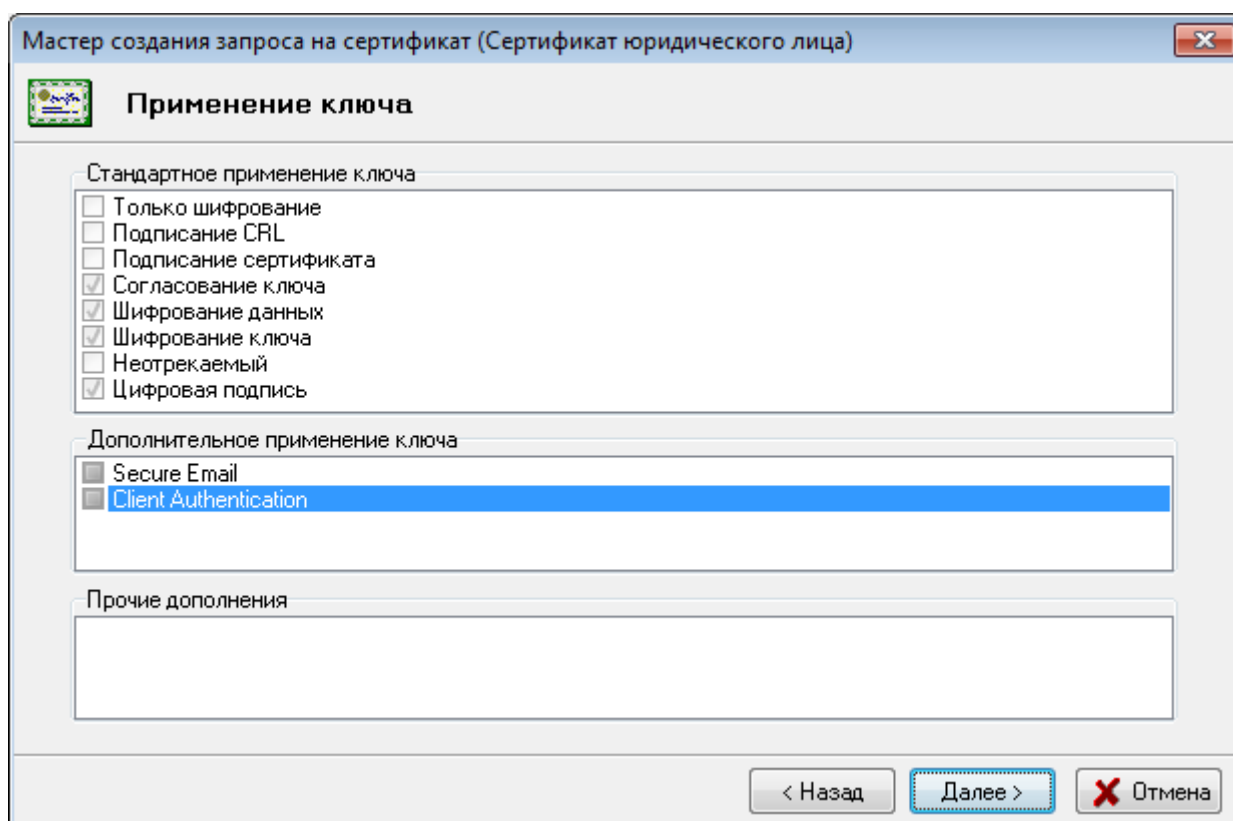 Мастер создания запроса на сертификат (Сертификат юридического лица)
Применение ключа
Стандартное применение ключа
Только шифрование
Подписание CRL
Подписание сертификата
Согласование ключа
Шифрование данных
Шифрование ключа
Неотрекаемый
Цифровая подпись
Дополнительное применение ключа
Secure Email
Client Authentication
Прочие дополнения
< Назад
Далее >
Отмена